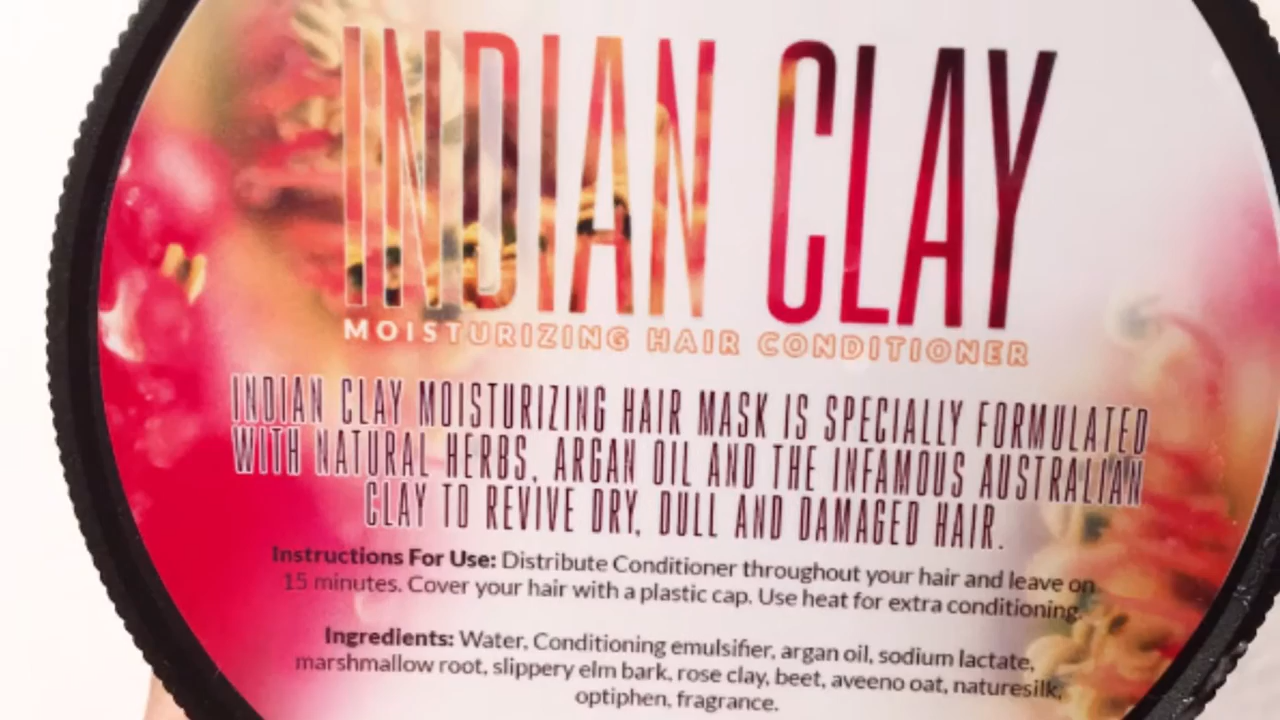 INDIAN CLAY
MOISTURIZING HAIR CONDITIONER
INDIAN CLAY MOISTURIZING HAIR MASK IS SPECIALLY FORMULATED
WITH NATURAL HERBS, ARGAN OIL AND THE INFAMOUS AUSTRALIAN
CLAY TO REVIVE DRY, DULL AND DAMAGED HAIR.
Instructions For Use: Distribute Conditioner throughout your hair and leave on
15 minutes. Cover your hair with a plastic cap. Use heat for extra conditioning.
Ingredients: Water, Conditioning emulsifier, argan oil, sodium lactate,
marshmallow root, slippery elm bark, rose clay, beet, aveeno oat, naturesilk,
optiphen, fragrance.